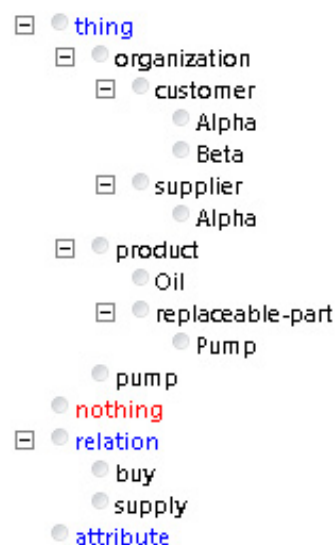 thing
organization
customer
Alpha
Beta
supplier
Alpha
product
Oil
replaceable-part
Pump
pump
nothing
relation
buy
supply
attribute